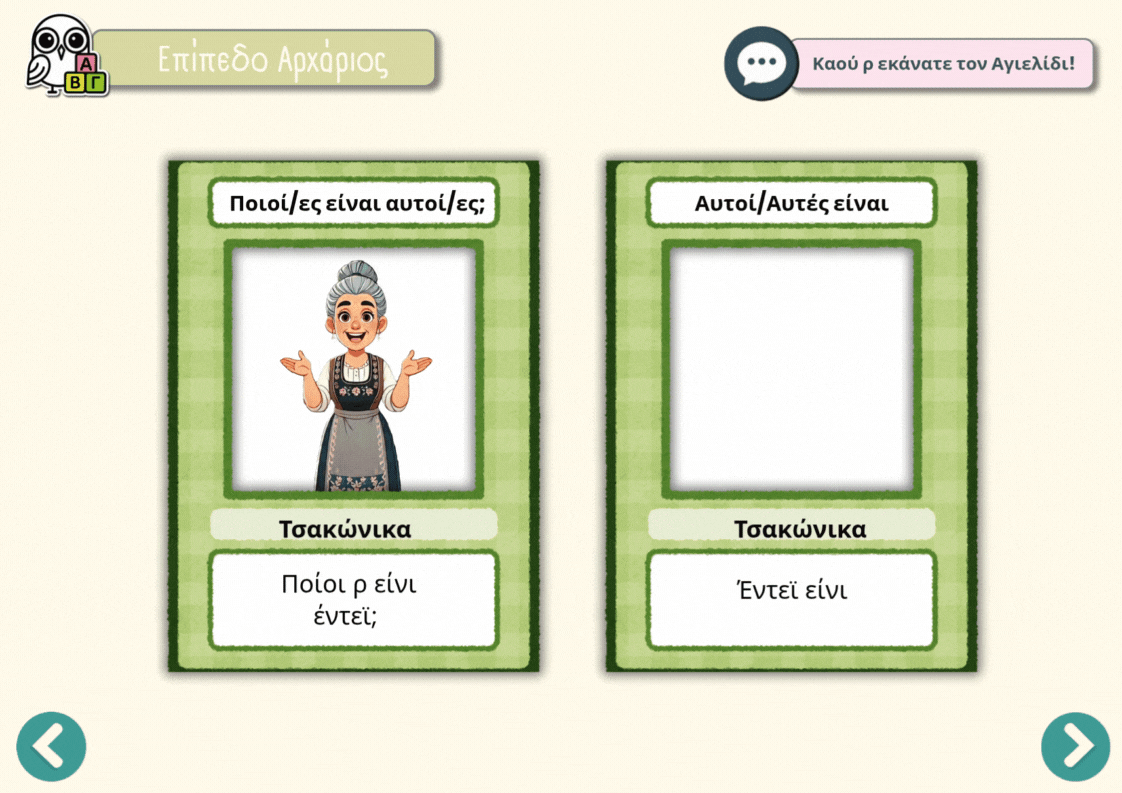 Επίπεδο Αρχάριος
Α
Β Γ
Καού ρ εκάνατε τον Αγιελίδι!
Ποιοί/ες είναι αυτοί/ες;
Τσακώνικα
Ποίοι ρ είνι
έντεϊ;
Αυτοί/Αυτές είναι
Τσακώνικα
Έντεϊ είνι